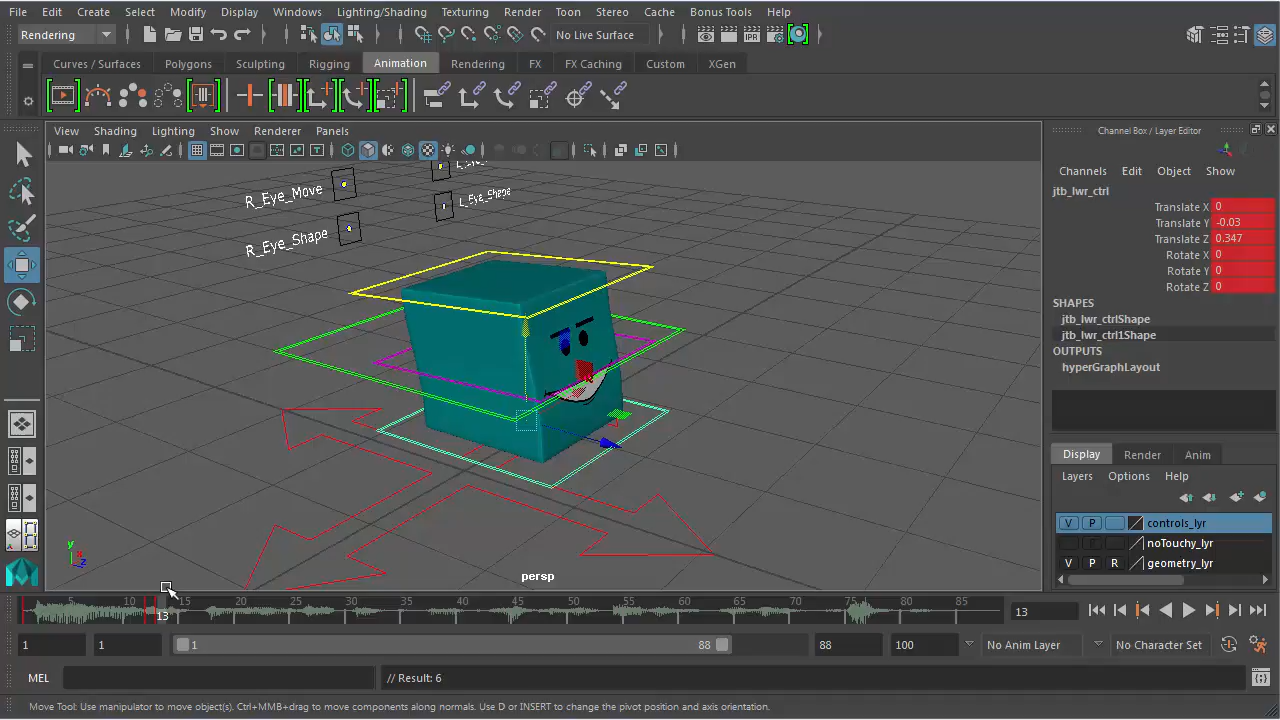 File Edit Create Select Modify Display Windows Lighting/Shading Texturing Render Toon Stereo Cache Bonus Tools Help
Rendering No Live Surface
Curves / Surfaces Polygons Sculpting Rigging Animation Rendering FX FX Caching Custom XGen
View Shading Lighting Show Renderer Panels
Channel Box / Layer Editor
Channels Edit Object Show
jtb_lwr_ctrl
Translate X 0
Translate Y -0.03
Translate Z 0.347
Rotate X 0
Rotate Y 0
Rotate Z 0
SHAPES
jtb_lwr_ctrlShape
jtb_lwr_ctrl1Shape
OUTPUTS
hyperGraphLayout
R_Eye_Move
L_Eye_Shape
R_Eye_Shape
persp
y
x
z
Display Render Anim
Layers Options Help
V P controls_lyr
noTouchy_lyr
V P R geometry_lyr
5 10 13 15 20 25 30 35 40 45 50 55 60 65 70 75 80 85 13
1 1 1 88 88 100 No Anim Layer No Character Set
MEL // Result: 6
Move Tool: Use manipulator to move object(s). Ctrl+MMB+drag to move components along normals. Use D or INSERT to change the pivot position and axis orientation.